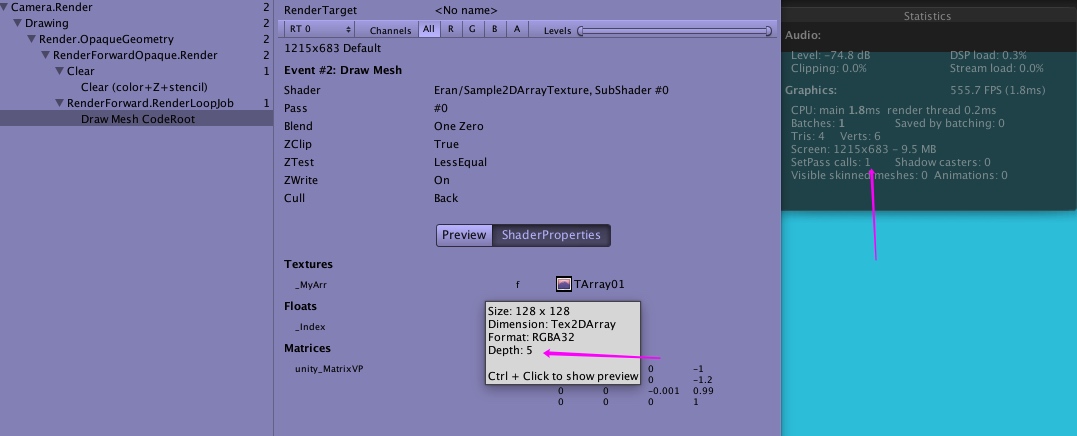 Camera.Render 2
Drawing 2
Render.OpaqueGeometry 2
RenderForwardOpaque.Render 2
Clear 1
Clear (color+Z+stencil)
RenderForward.RenderLoopJob 1
Draw Mesh CodeRoot
RenderTarget <No name>
RT 0 Channels All R G B A Levels
1215x683 Default
Event #2: Draw Mesh
Shader Eran/Sample2DArrayTexture, SubShader #0
Pass #0
Blend One Zero
ZClip True
ZTest LessEqual
ZWrite On
Cull Back
Preview ShaderProperties
Textures
_MyArr f TArray01
Floats
_Index
Matrices
unity_MatrixVP 0 -1
0 -1.2
0 0 -0.001 0.99
0 0 0 1
Size: 128 x 128
Dimension: Tex2DArray
Format: RGBA32
Depth: 5
Ctrl + Click to show preview
Statistics
Audio:
Level: -74.8 dB DSP load: 0.3%
Clipping: 0.0% Stream load: 0.0%
Graphics: 555.7 FPS (1.8ms)
CPU: main 1.8ms render thread 0.2ms
Batches: 1 Saved by batching: 0
Tris: 4 Verts: 6
Screen: 1215x683 - 9.5 MB
SetPass calls: 1 Shadow casters: 0
Visible skinned meshes: 0 Animations: 0